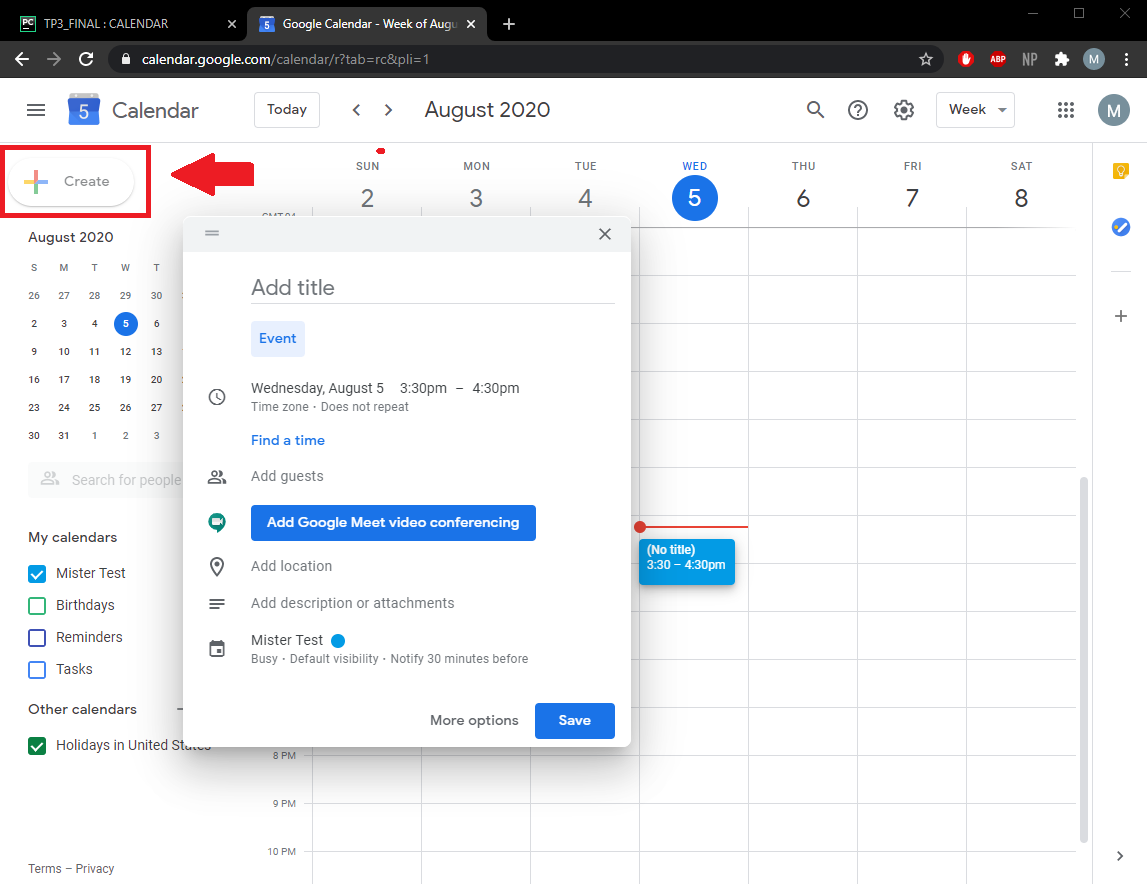 TP3_FINAL : CALENDAR
Google Calendar - Week of Augu
calendar.google.com/calendar/r?tab=rc&pli=1
ABP
NP
M
5
Calendar
Today
August 2020
Week
M
Create
SUN MON TUE WED THU FRI SAT
2 3 4 5 6 7 8
August 2020
S M T W T
26 27 28 29 30
2 3 4 5 6
9 10 11 12 13
16 17 18 19 20
23 24 25 26 27
30 31 1 2 3
Search for people
My calendars
Mister Test
Birthdays
Reminders
Tasks
Other calendars
Holidays in United States
Terms – Privacy
Add title
Event
Wednesday, August 5 3:30pm – 4:30pm
Time zone · Does not repeat
Find a time
Add guests
Add Google Meet video conferencing
Add location
Add description or attachments
Mister Test
Busy · Default visibility · Notify 30 minutes before
More options
Save
(No title)
3:30 – 4:30pm
8 PM
9 PM
10 PM